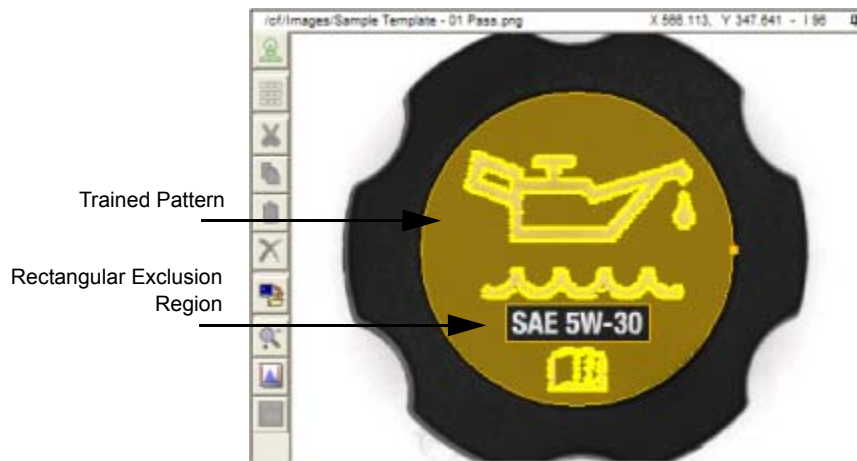 /cf/Images/Sample Template - 01 Pass.png X 566.113, Y 347.641 - I 96
Trained Pattern
Rectangular Exclusion
Region
SAE 5W-30